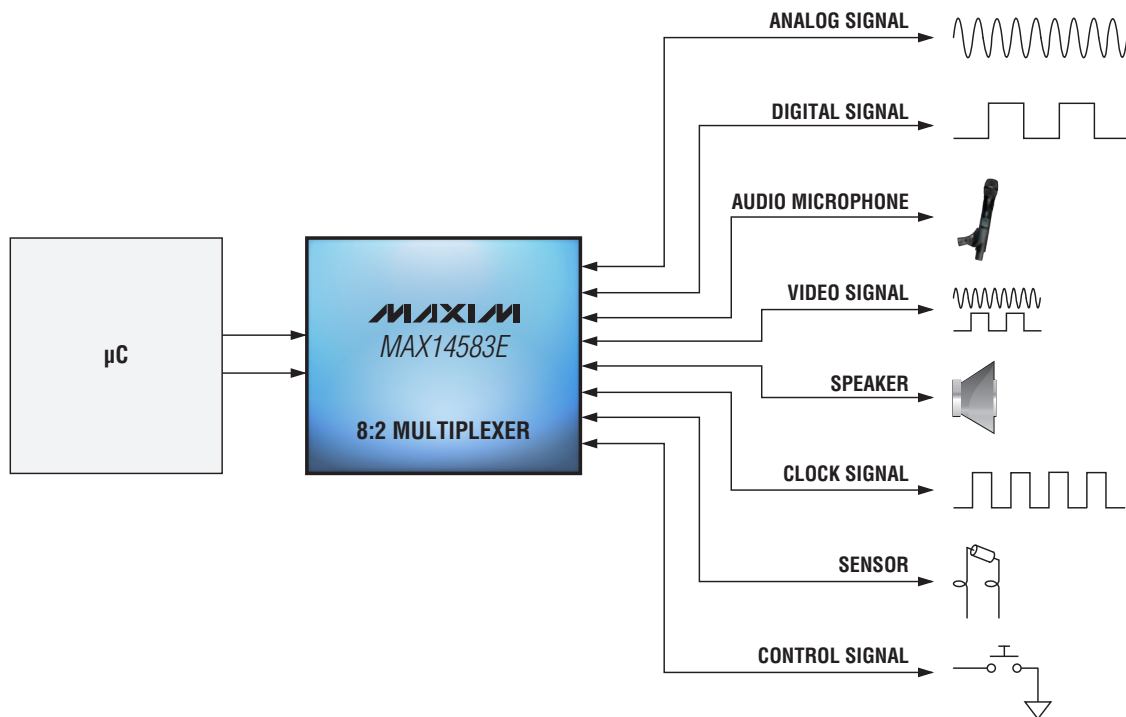 ANALOG SIGNAL
DIGITAL SIGNAL
AUDIO MICROPHONE
VIDEO SIGNAL
SPEAKER
CLOCK SIGNAL
SENSOR
CONTROL SIGNAL
µC
MAXIM
MAX14583E
8:2 MULTIPLEXER